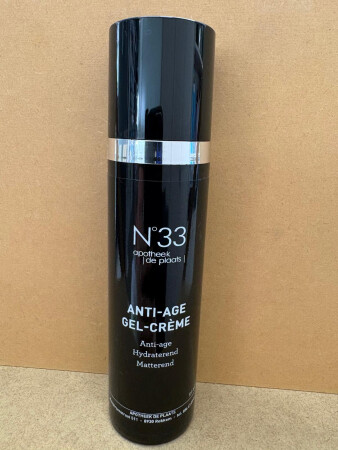 N°33
apotheek
|de plaats|
ANTI-AGE
GEL-CRÈME
Anti-age
Hydraterend
Matterend
APOTHEEK DE PLAATS